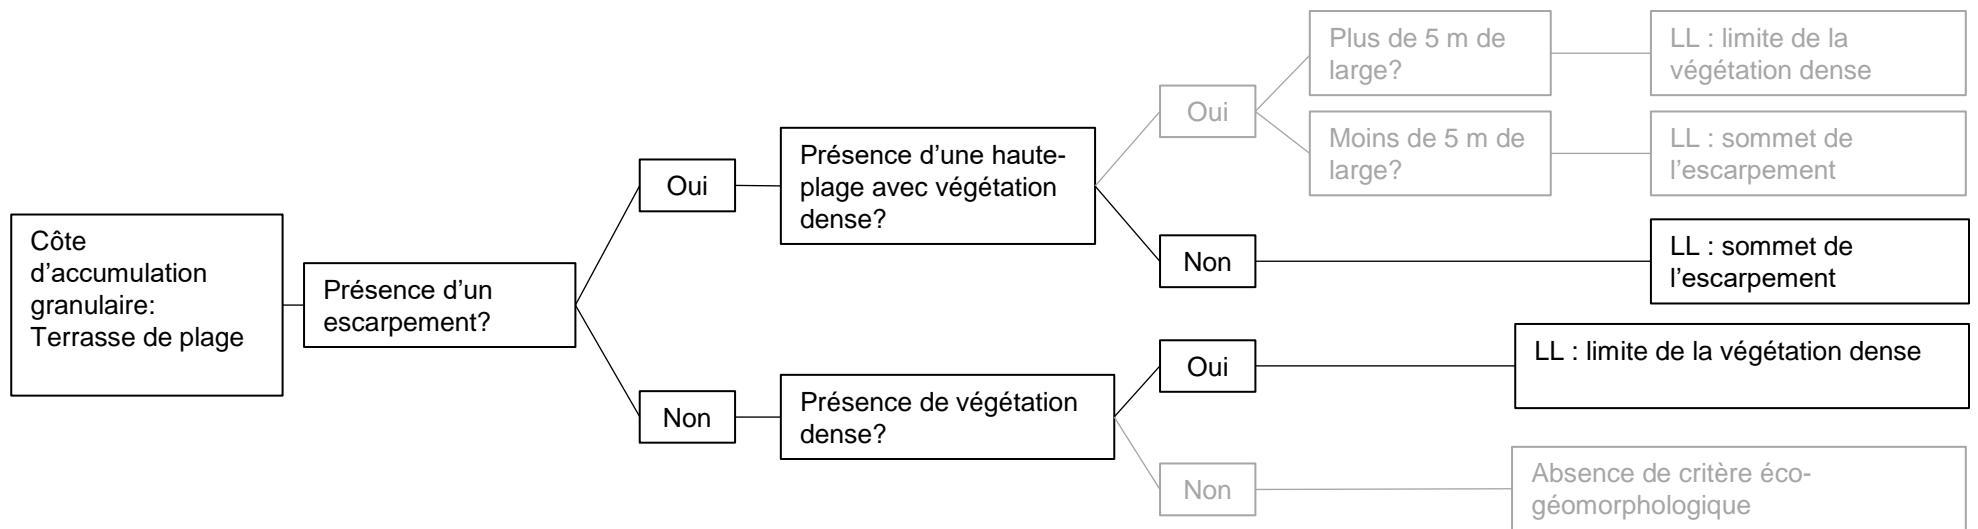 Côte
d'accumulation
granulaire:
Terrasse de plage
Présence d'un
escarpement?
Oui
Présence d'une haute-
plage avec végétation
dense?
Oui
Plus de 5 m de
large?
LL : limite de la
végétation dense
Moins de 5 m de
large?
LL : sommet de
l'escarpement
Non
LL : sommet de
l'escarpement
Non
Présence de végétation
dense?
Oui
LL : limite de la végétation dense
Non
Absence de critère éco-
géomorphologique